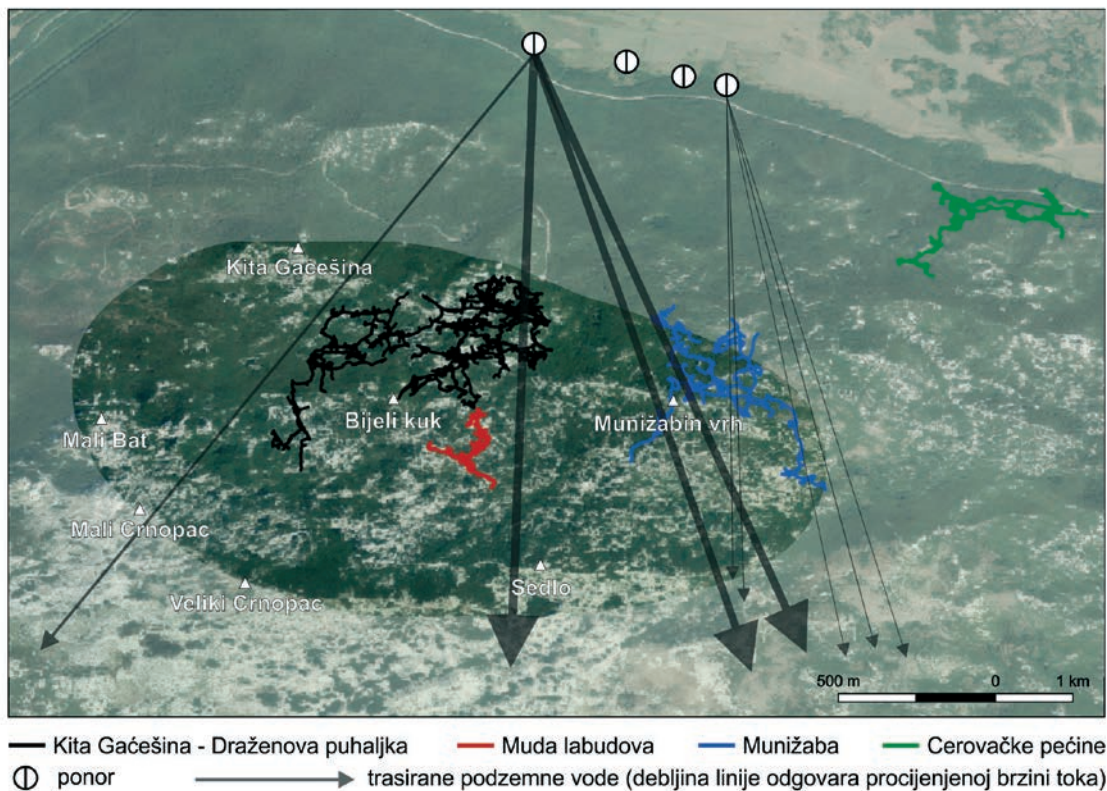 Kita Gaćešina
Bijeli kuk
Munižabin vrh
Mali Bat
Mali Crnopac
Veliki Crnopac
Sedlo
500 m 0 1 km
Kita Gaćešina - Draženova puhaljka Muda labudova Munižaba Cerovačke pećine
ponor trasirane podzemne vode (debljina linije odgovara procijenjenoj brzini toka)